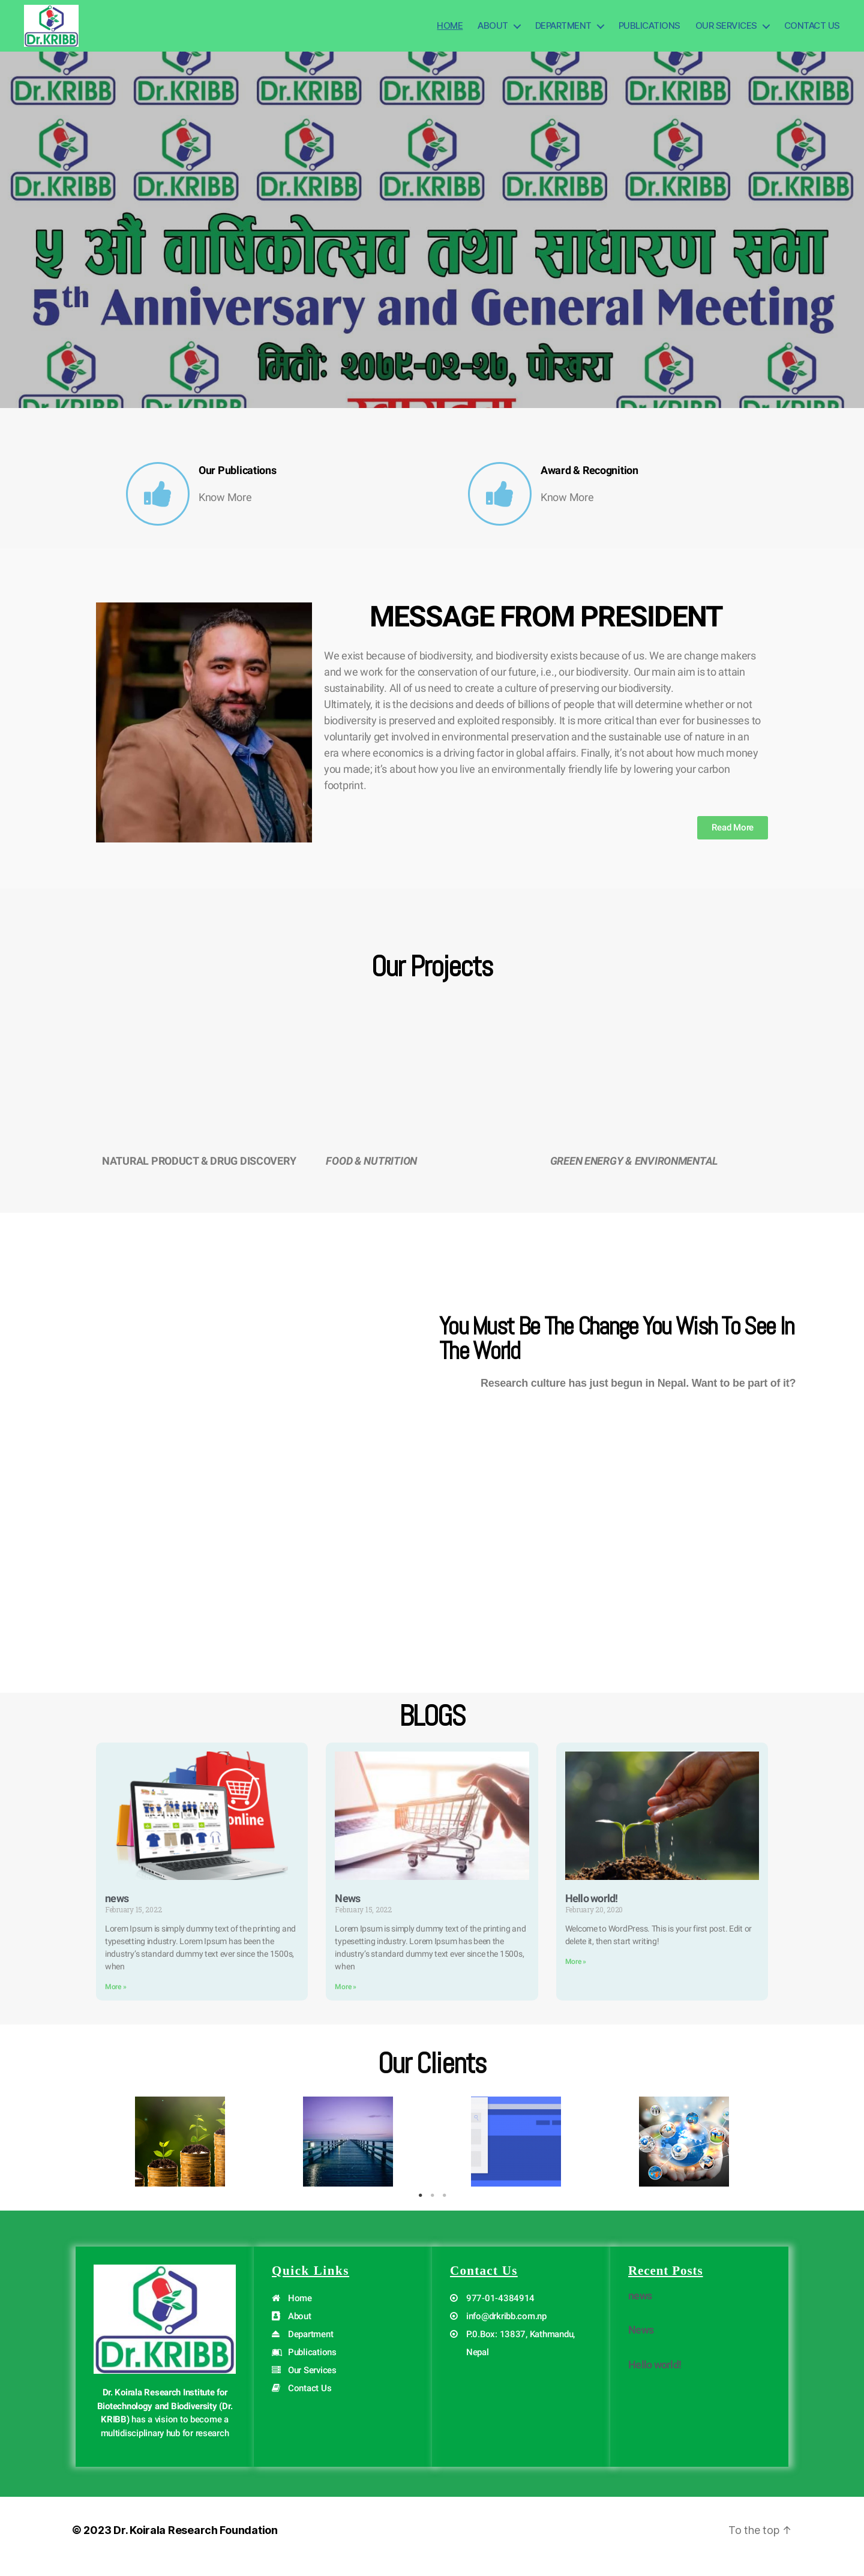 Dr.KRIBB
HOME
ABOUT
DEPARTMENT
PUBLICATIONS
OUR SERVICES
CONTACT US
Dr.KRIBB Dr.KRIBB Dr.KRIBB Dr.KRIBB Dr.KRIBB Dr.KRIBB Dr.KRIBB
Dr.KRIBB Dr.KRIBB Dr.KRIBB Dr.KRIBB Dr.KRIBB Dr.KRIBB Dr.KRIBB
५ औं वार्षिकोत्सव तथा साधारण सभा
5th Anniversary and General Meeting
मितीः २०७९-०२-२७, पोखरा
Our Publications
Know More
Award & Recognition
Know More
MESSAGE FROM PRESIDENT
We exist because of biodiversity, and biodiversity exists because of us. We are change makers
and we work for the conservation of our future, i.e., our biodiversity. Our main aim is to attain
sustainability. All of us need to create a culture of preserving our biodiversity.
Ultimately, it is the decisions and deeds of billions of people that will determine whether or not
biodiversity is preserved and exploited responsibly. It is more critical than ever for businesses to
voluntarily get involved in environmental preservation and the sustainable use of nature in an
era where economics is a driving factor in global affairs. Finally, it's not about how much money
you made; it's about how you live an environmentally friendly life by lowering your carbon
footprint.
Read More
Our Projects
NATURAL PRODUCT & DRUG DISCOVERY
FOOD & NUTRITION
GREEN ENERGY & ENVIRONMENTAL
You Must Be The Change You Wish To See In
The World
Research culture has just begun in Nepal. Want to be part of it?
BLOGS
online
news
February 15, 2022
Lorem Ipsum is simply dummy text of the printing and
typesetting industry. Lorem Ipsum has been the
industry's standard dummy text ever since the 1500s,
when
More »
News
February 15, 2022
Lorem Ipsum is simply dummy text of the printing and
typesetting industry. Lorem Ipsum has been the
industry's standard dummy text ever since the 1500s,
when
More »
Hello world!
February 20, 2020
Welcome to WordPress. This is your first post. Edit or
delete it, then start writing!
More »
Our Clients
Dr.KRIBB
Dr. Koirala Research Institute for
Biotechnology and Biodiversity (Dr.
KRIBB) has a vision to become a
multidisciplinary hub for research
Quick Links
Home
About
Department
Publications
Our Services
Contact Us
Contact Us
977-01-4384914
info@drkribb.com.np
P.0.Box: 13837, Kathmandu,
Nepal
Recent Posts
news
News
Hello world!
© 2023 Dr. Koirala Research Foundation
To the top ↑